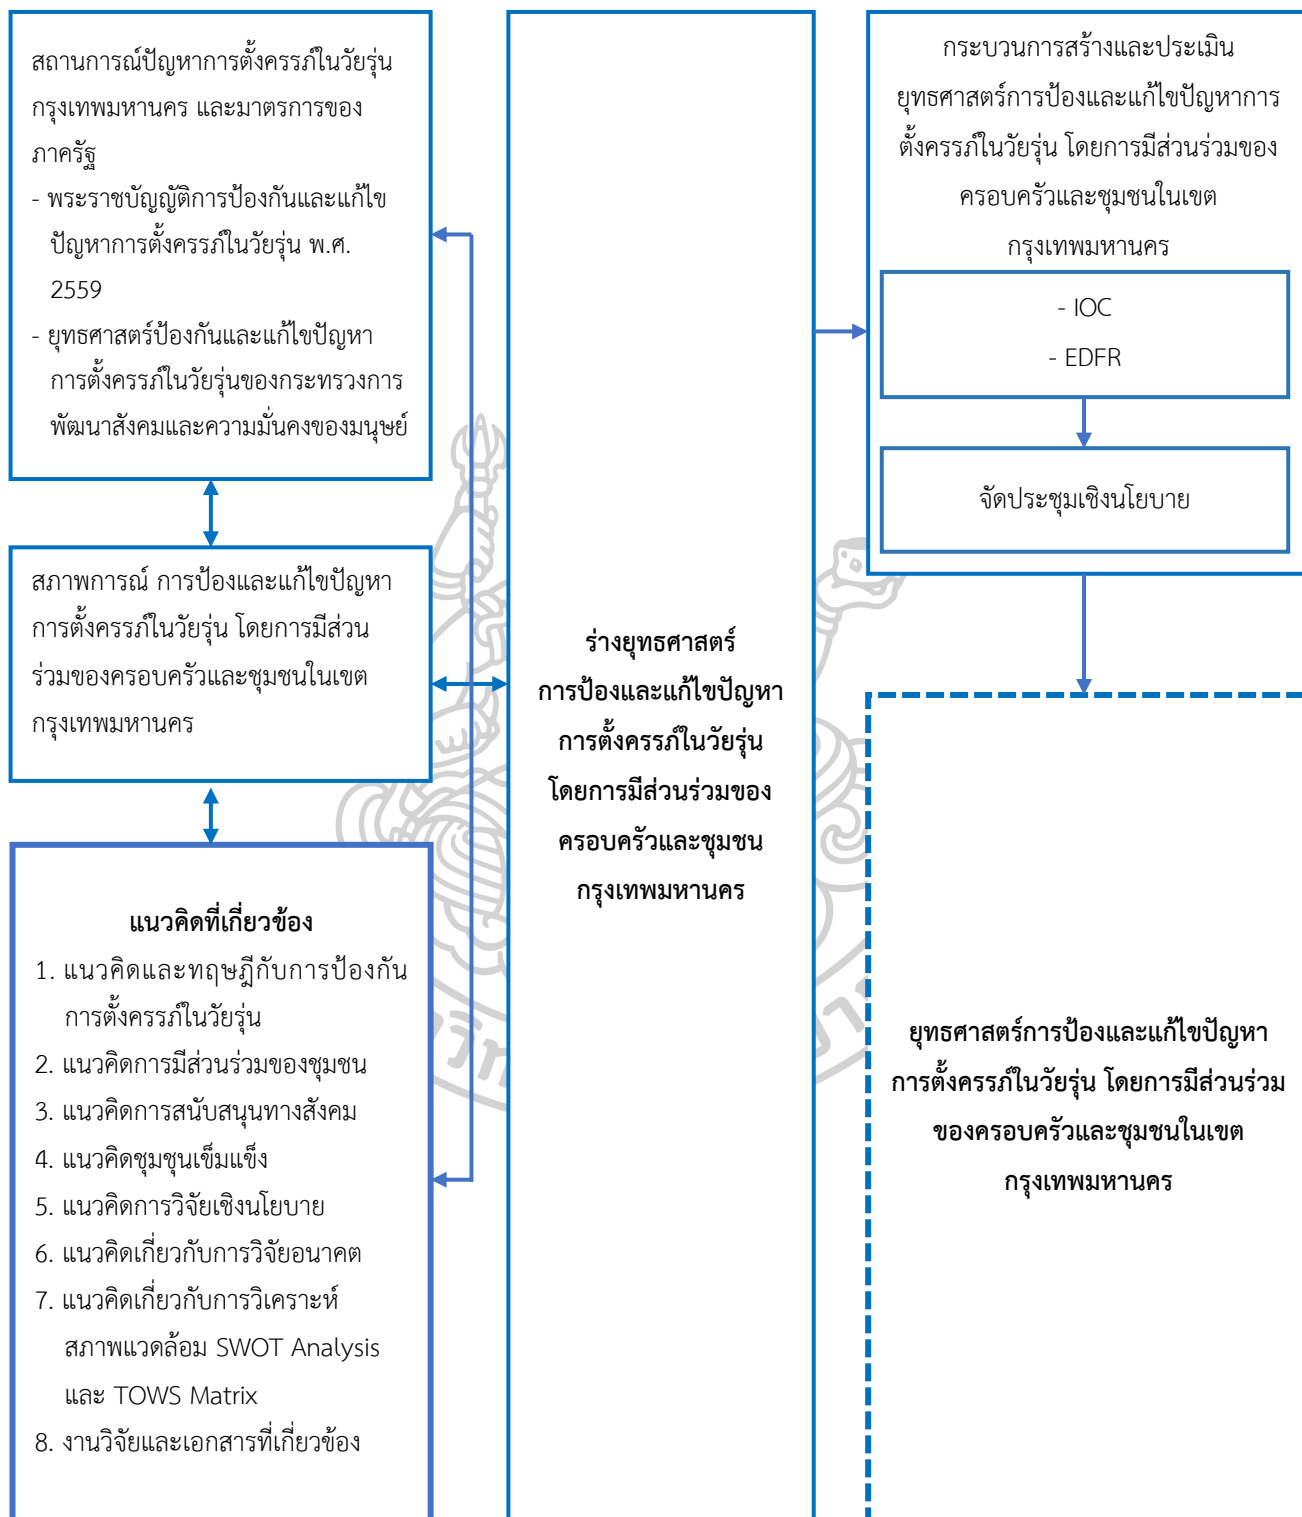 สถานการณ์ปัญหาการตั้งครรภ์ในวัยรุ่น
กรุงเทพมหานคร และมาตรการของ
ภาครัฐ
- พระราชบัญญัติการป้องกันและแก้ไข
ปัญหาการตั้งครรภ์ในวัยรุ่น พ.ศ.
2559
- ยุทธศาสตร์ป้องกันและแก้ไขปัญหา
การตั้งครรภ์ในวัยรุ่นของกระทรวงการ
พัฒนาสังคมและความมั่นคงของมนุษย์
สภาพการณ์ การป้องและแก้ไขปัญหา
การตั้งครรภ์ในวัยรุ่น โดยการมีส่วน
ร่วมของครอบครัวและชุมชนในเขต
กรุงเทพมหานคร
แนวคิดที่เกี่ยวข้อง
1. แนวคิดและทฤษฎีกับการป้องกัน
การตั้งครรภ์ในวัยรุ่น
2. แนวคิดการมีส่วนร่วมของชุมชน
3. แนวคิดการสนับสนุนทางสังคม
4. แนวคิดชุมชุนเข็มแข็ง
5. แนวคิดการวิจัยเชิงนโยบาย
6. แนวคิดเกี่ยวกับการวิจัยอนาคต
7. แนวคิดเกี่ยวกับการวิเคราะห์
สภาพแวดล้อม SWOT Analysis
และ TOWS Matrix
8. งานวิจัยและเอกสารที่เกี่ยวข้อง
ร่างยุทธศาสตร์
การป้องและแก้ไขปัญหา
การตั้งครรภ์ในวัยรุ่น
โดยการมีส่วนร่วมของ
ครอบครัวและชุมชน
กรุงเทพมหานคร
กระบวนการสร้างและประเมิน
ยุทธศาสตร์การป้องและแก้ไขปัญหาการ
ตั้งครรภ์ในวัยรุ่น โดยการมีส่วนร่วมของ
ครอบครัวและชุมชนในเขต
กรุงเทพมหานคร
- IOC
- EDFR
จัดประชุมเชิงนโยบาย
ยุทธศาสตร์การป้องและแก้ไขปัญหา
การตั้งครรภ์ในวัยรุ่น โดยการมีส่วนร่วม
ของครอบครัวและชุมชนในเขต
กรุงเทพมหานคร